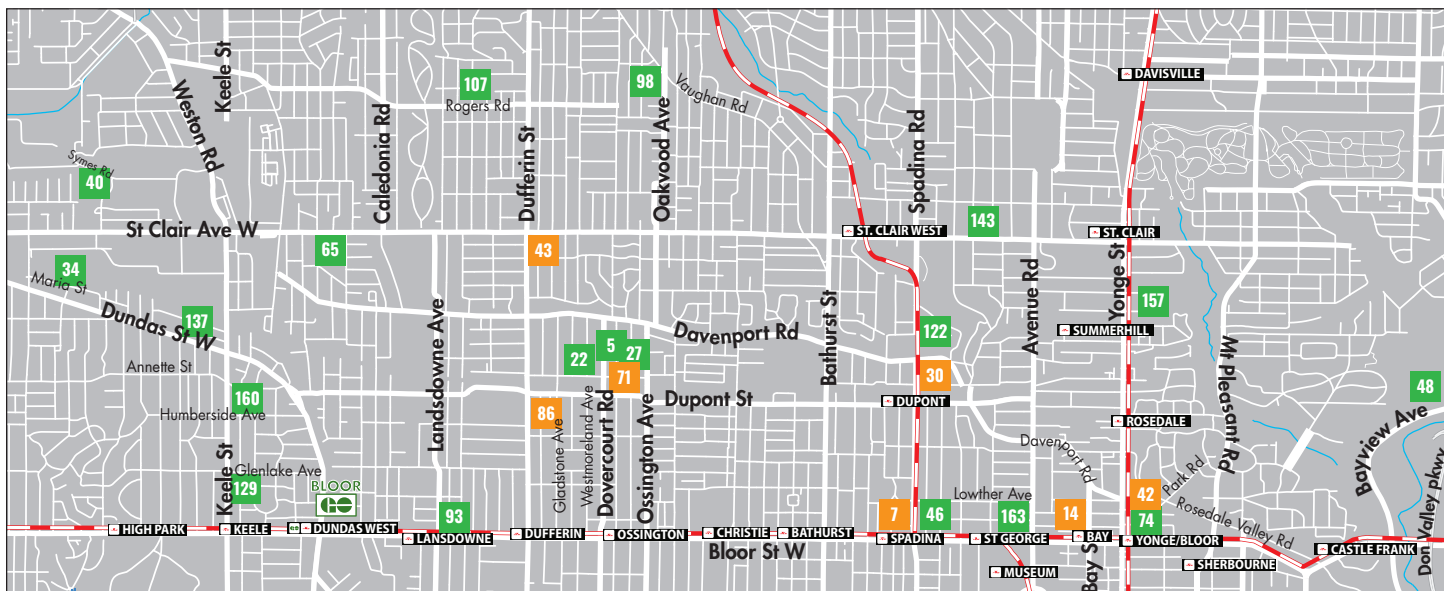 Keele St
Weston Rd
Caledonia Rd
107
Rogers Rd
Dufferin St
98
Oakwood Ave
Vaughan Rd
Spadina Rd
DAVISVILLE
Symes Rd
40
St Clair Ave W
65
43
ST. CLAIR WEST
143
ST. CLAIR
34
Maria St
Dundas St W
137
Annette St
160
Humberside Ave
Keele St
Glenlake Ave
129
BLOOR
GO
Landsdowne Ave
93
22
5
27
71
86
Gladstone Ave
Westmoreland Ave
Dovercourt Rd
Ossington Ave
Davenport Rd
Dupont St
Bathurst St
122
30
DUPONT
Avenue Rd
Yonge St
157
SUMMERHILL
Mt Pleasant Rd
ROSEDALE
Davenport Rd
48
Bayview Ave
Don Valley pkwy
Park Rd
42
Rosedale Valley Rd
74
7
46
Lowther Ave
163
14
HIGH PARK
KEELE
GO
DUNDAS WEST
LANSDOWNE
DUFFERIN
OSSINGTON
CHRISTIE
BATHURST
Bloor St W
SPADINA
ST GEORGE
MUSEUM
BAY
Bay St
YONGE/BLOOR
SHERBOURNE
CASTLE FRANK